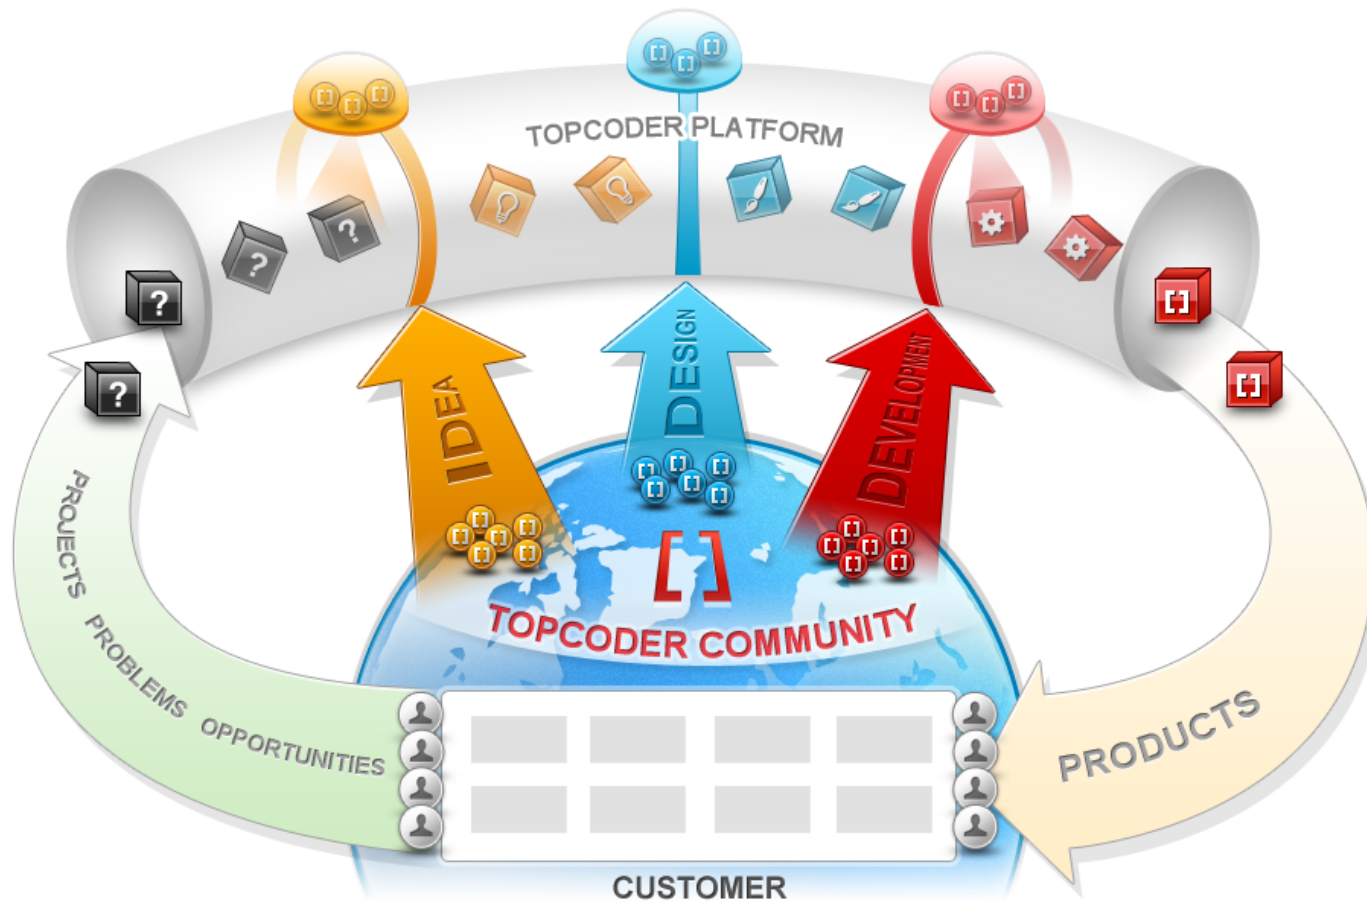 TOPCODER PLATFORM
?
?
?
?
IDEA
DESIGN
DEVELOPMENT
[ ]
TOPCODER COMMUNITY
PROJECTS PROBLEMS OPPORTUNITIES
PRODUCTS
CUSTOMER